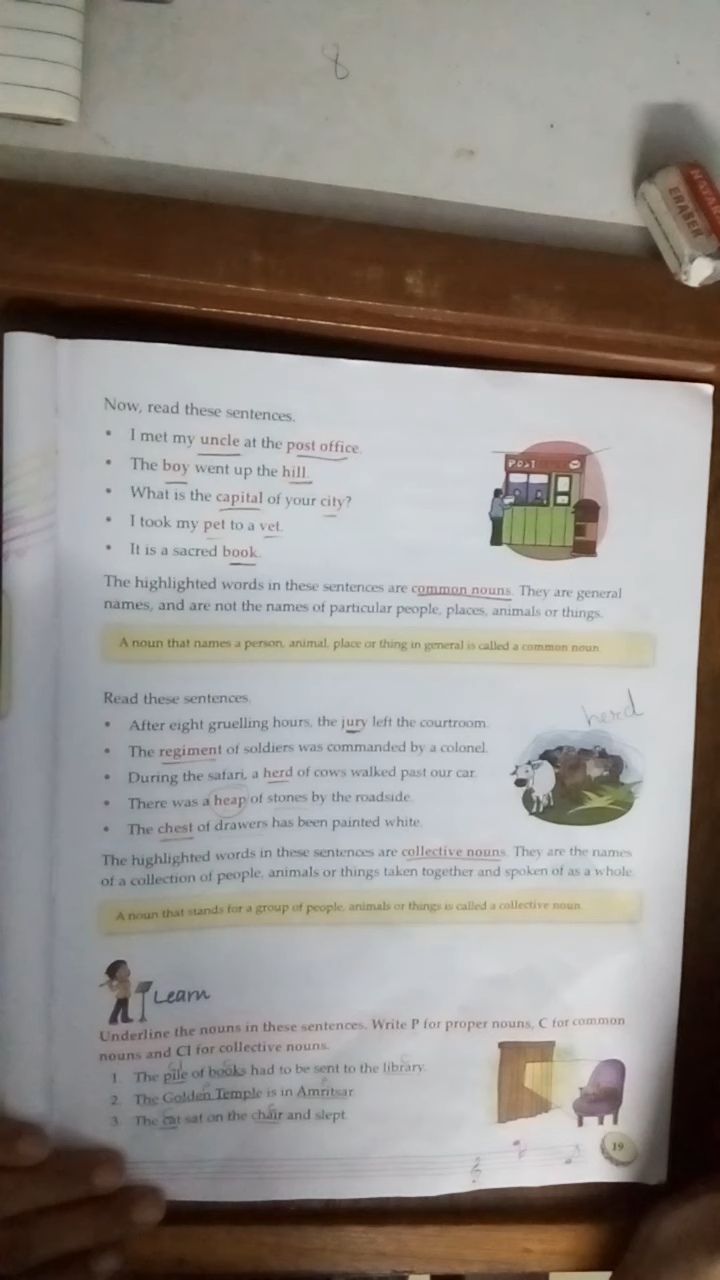 8
NATA
ERASER
Now, read these sentences.
• I met my uncle at the post office.
• The boy went up the hill.
• What is the capital of your city?
• I took my pet to a vet.
• It is a sacred book.
POST
The highlighted words in these sentences are common nouns. They are general
names, and are not the names of particular people, places, animals or things.
A noun that names a person, animal, place or thing in general is called a common noun.
Read these sentences.
herd
• After eight gruelling hours, the jury left the courtroom.
• The regiment of soldiers was commanded by a colonel.
• During the safari, a herd of cows walked past our car.
• There was a heap of stones by the roadside.
• The chest of drawers has been painted white.
The highlighted words in these sentences are collective nouns. They are the names
of a collection of people, animals or things taken together and spoken of as a whole.
A noun that stands for a group of people, animals or things is called a collective noun.
Learn
Underline the nouns in these sentences. Write P for proper nouns, C for common
nouns and Cl for collective nouns.
1. The pile of books had to be sent to the library.
2. The Golden Temple is in Amritsar.
3. The cat sat on the chair and slept.
19